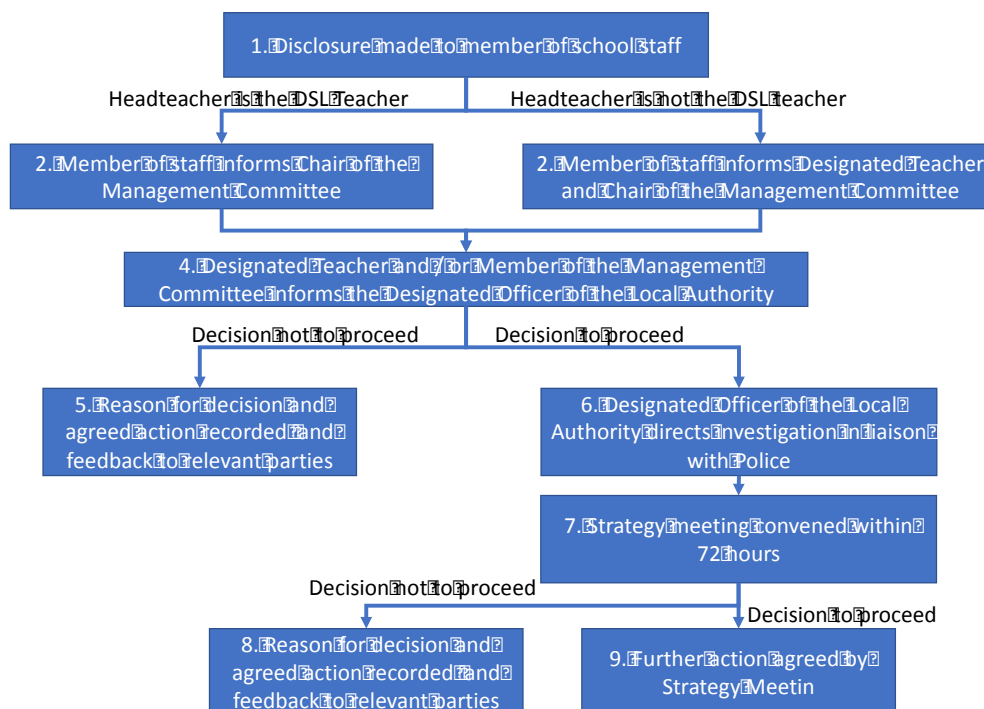 1. Disclosure made to member of school staff
Headteacher is the DSL Teacher
Headteacher is not the DSL teacher
2. Member of staff informs Chair of the
Management Committee
2. Member of staff informs Designated Teacher
and Chair of the Management Committee
4. Designated Teacher and / or Member of the Management
Committee informs the Designated Officer of the Local Authority
Decision not to proceed
Decision to proceed
5. Reason for decision and
agreed action recorded and
feedback to relevant parties
6. Designated Officer of the Local
Authority directs investigation in liaison
with Police
7. Strategy meeting convened within
72 hours
Decision not to proceed
Decision to proceed
8. Reason for decision and
agreed action recorded and
feedback to relevant parties
9. Further action agreed by
Strategy Meetin